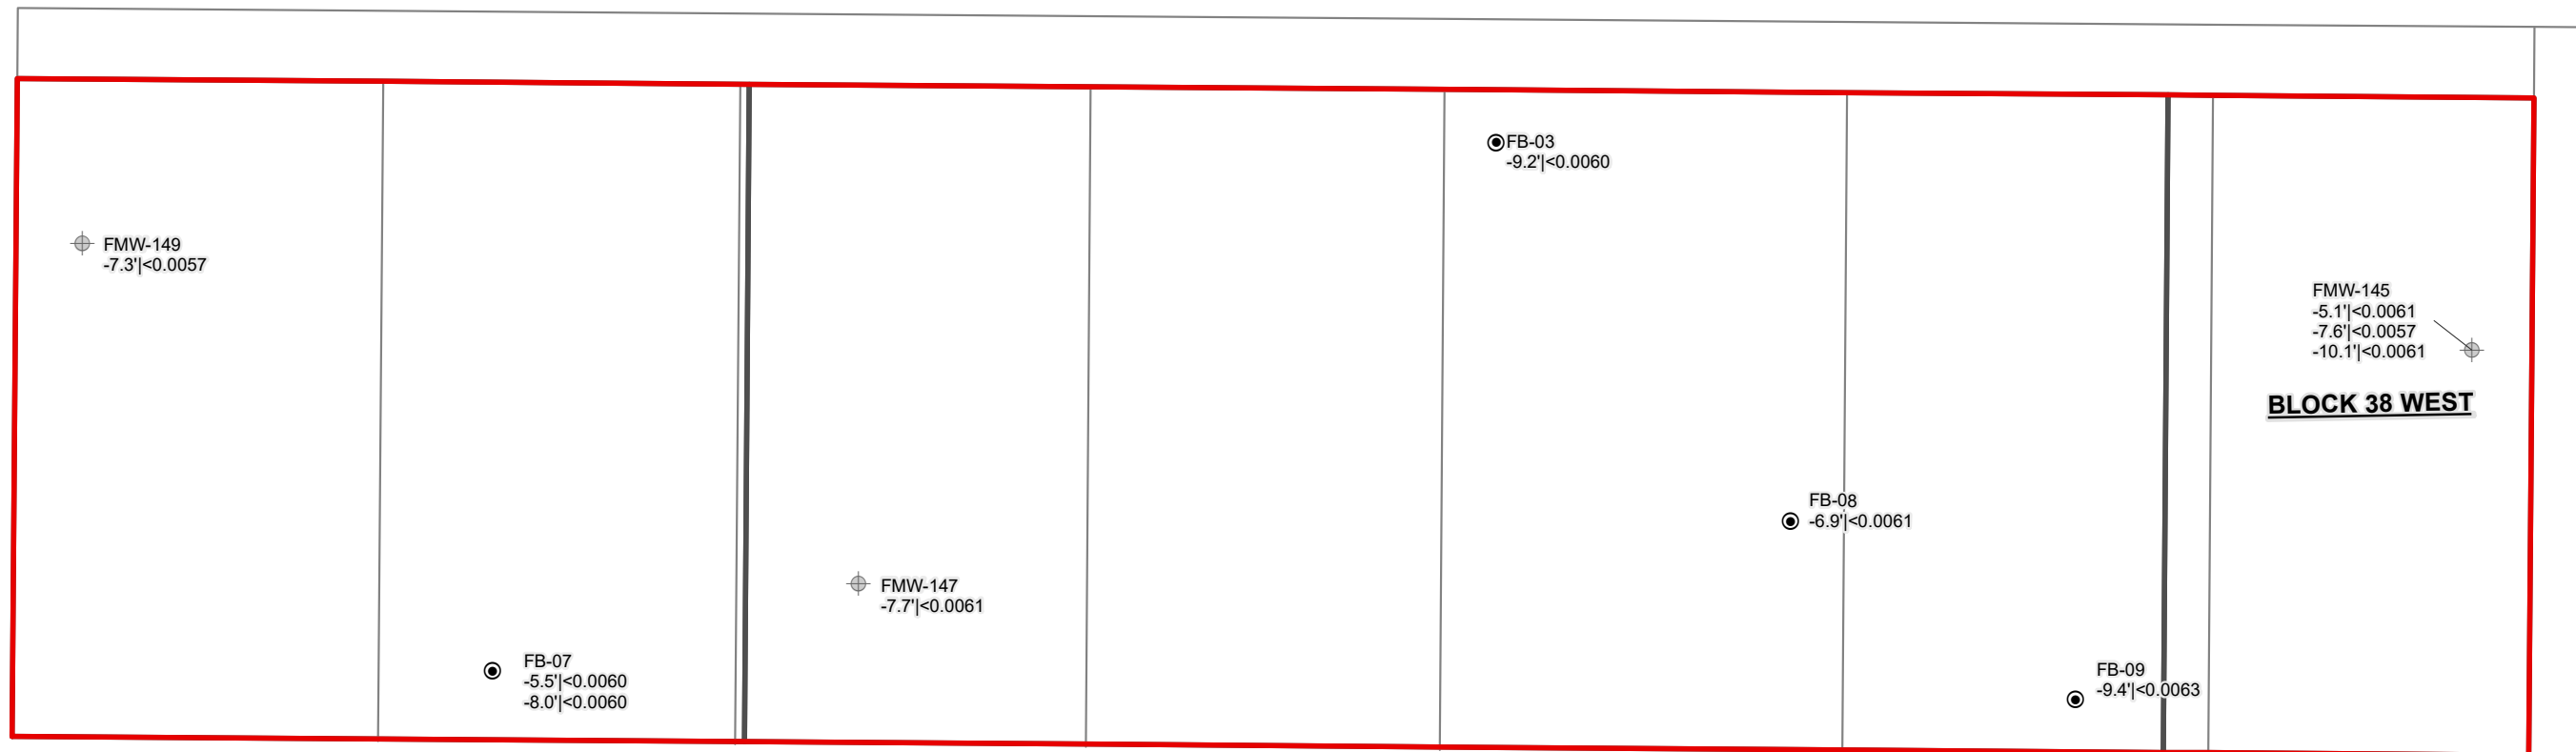 FB-03
-9.2'|<0.0060
FMW-149
-7.3'|<0.0057
FMW-145
-5.1'|<0.0061
-7.6'|<0.0057
-10.1'|<0.0061
BLOCK 38 WEST
FB-08
-6.9'|<0.0061
FMW-147
-7.7'|<0.0061
FB-07
-5.5'|<0.0060
-8.0'|<0.0060
FB-09
-9.4'|<0.0063